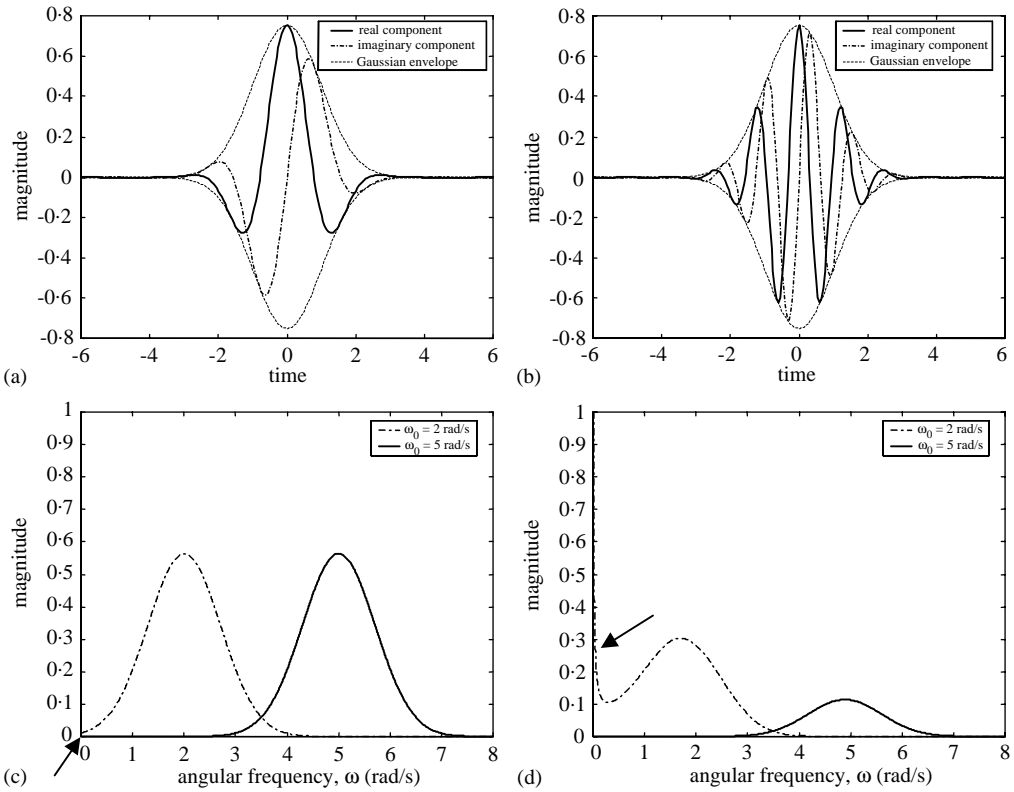 0·8
0·6
0·4
0·2
0
-0·2
-0·4
-0·6
-0·8
magnitude
real component
imaginary component
Gaussian envelope
-6 -4 -2 0 2 4 6
time
(a)
0·8
0·6
0·4
0·2
0
-0·2
-0·4
-0·6
-0·8
magnitude
real component
imaginary component
Gaussian envelope
-6 -4 -2 0 2 4 6
time
(b)
1
0·9
0·8
0·7
0·6
0·5
0·4
0·3
0·2
0·1
0
magnitude
ω0 = 2 rad/s
ω0 = 5 rad/s
0 1 2 3 4 5 6 7 8
angular frequency, ω (rad/s)
(c)
1
0·9
0·8
0·7
0·6
0·5
0·4
0·3
0·2
0·1
0
magnitude
ω0 = 2 rad/s
ω0 = 5 rad/s
0 1 2 3 4 5 6 7 8
angular frequency, ω (rad/s)
(d)